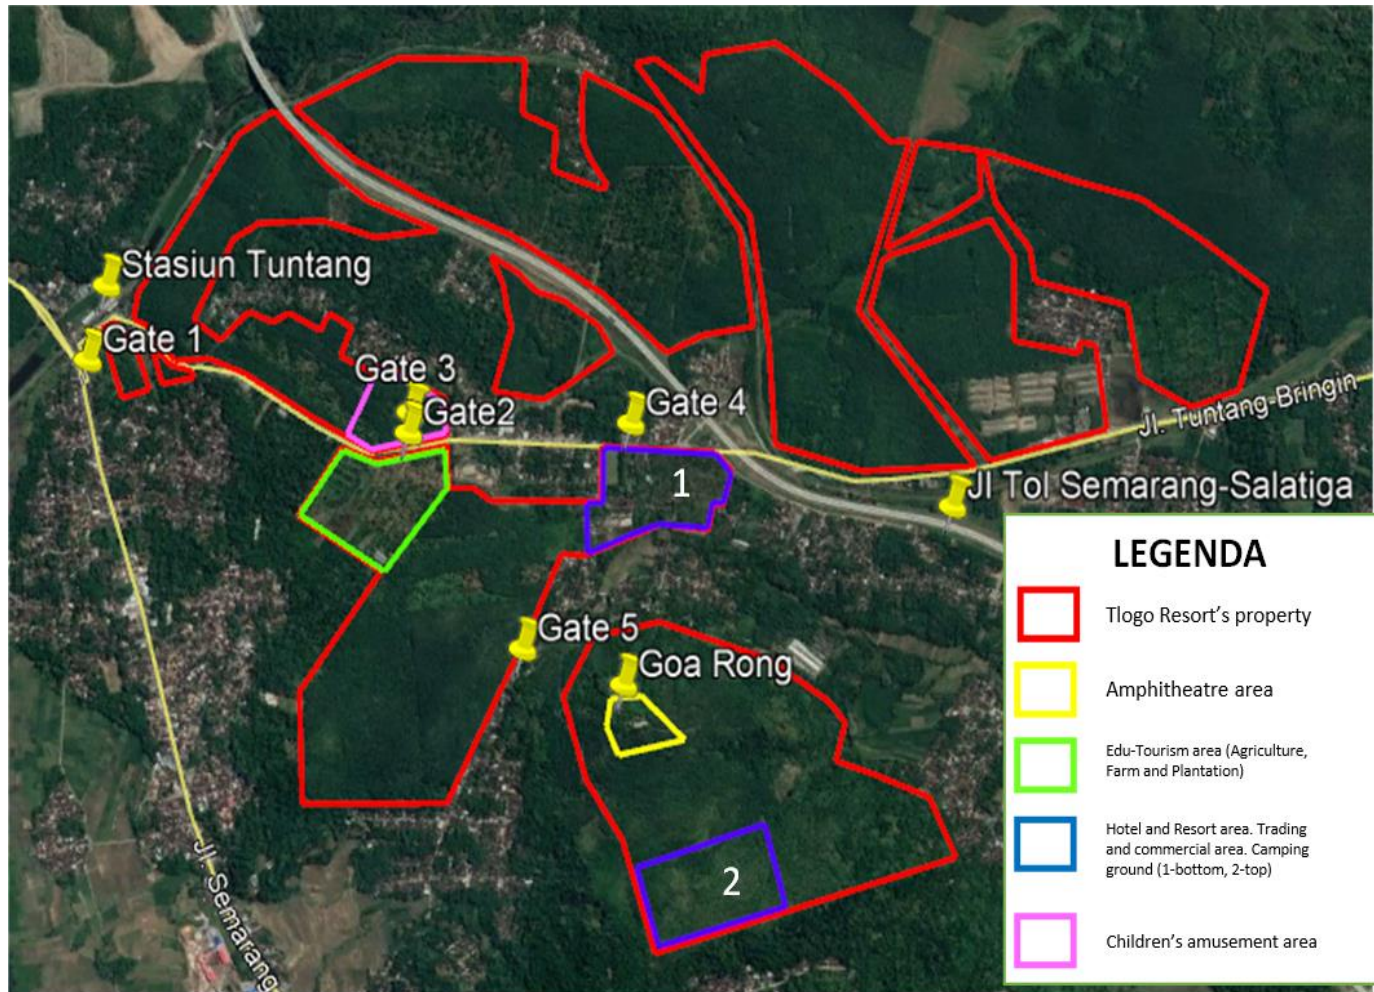 Stasiun Tuntang
Gate 1
Gate 3
Gate2
Gate 4
Jl. Tuntang-Bringin
1
Jl Tol Semarang-Salatiga
Gate 5
Goa Rong
2
Jl. Semarang
LEGENDA
Tlogo Resort’s property
Amphitheatre area
Edu-Tourism area (Agriculture,
Farm and Plantation)
Hotel and Resort area. Trading
and commercial area. Camping
ground (1-bottom, 2-top)
Children’s amusement area